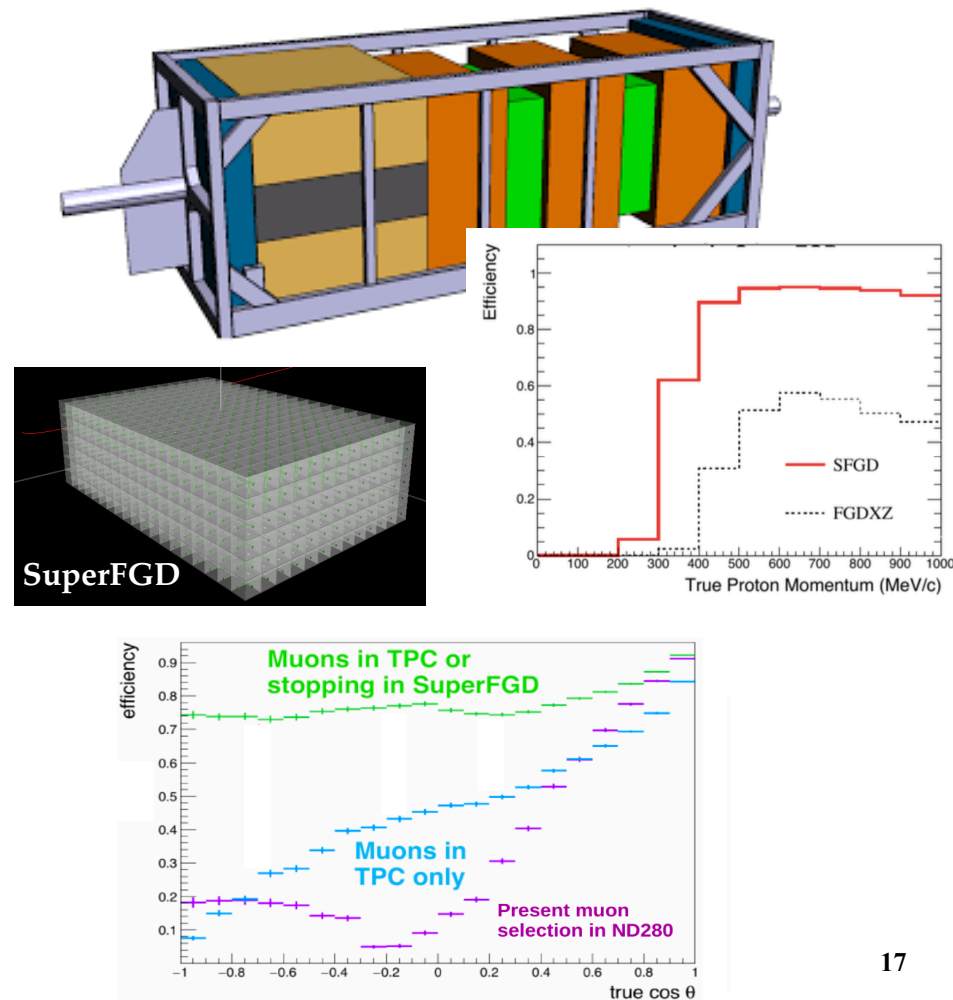 Efficiency
1
0.8
0.6
0.4
0.2
0
SFGD
FGDXZ
0 100 200 300 400 500 600 700 800 900 1000
True Proton Momentum (MeV/c)
SuperFGD
efficiency
0.9
0.8
0.7
0.6
0.5
0.4
0.3
0.2
0.1
Muons in TPC or
stopping in SuperFGD
Muons in
TPC only
Present muon
selection in ND280
−1 −0.8 −0.6 −0.4 −0.2 0 0.2 0.4 0.6 0.8 1
true cos θ
17